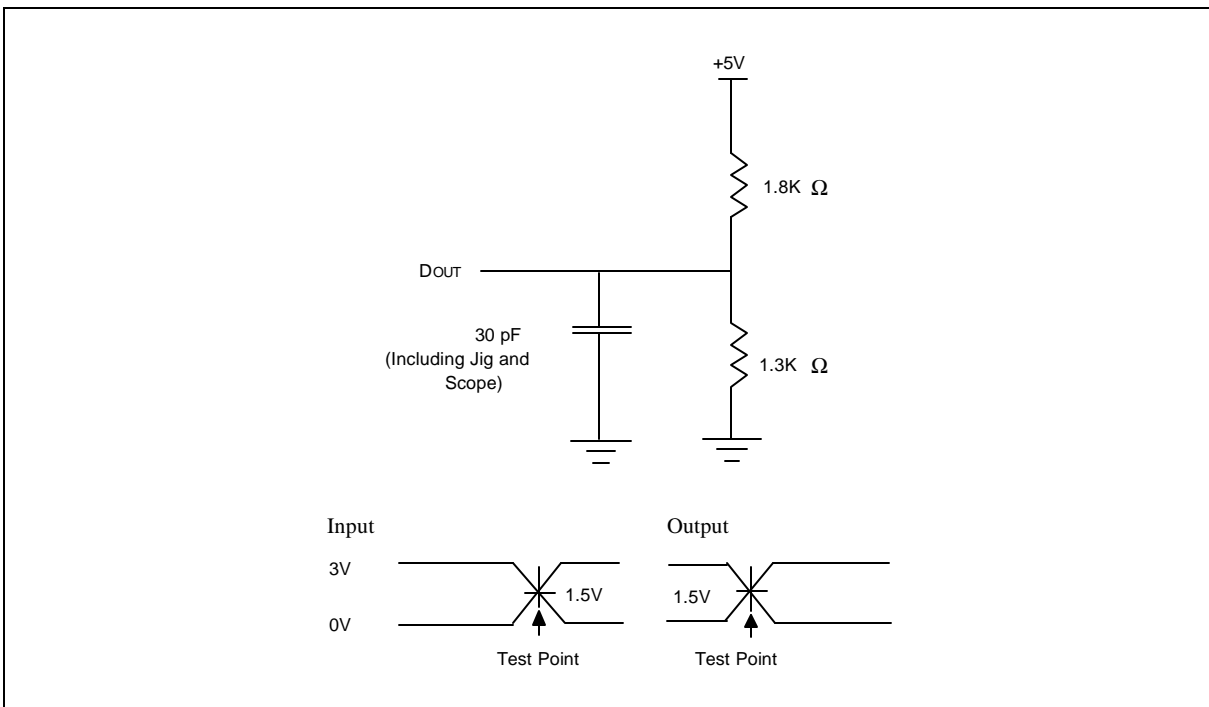 +5V
1.8K Ω
DOUT
30 pF
(Including Jig and
Scope)
1.3K Ω
Input
Output
3V
1.5V
1.5V
0V
Test Point
Test Point